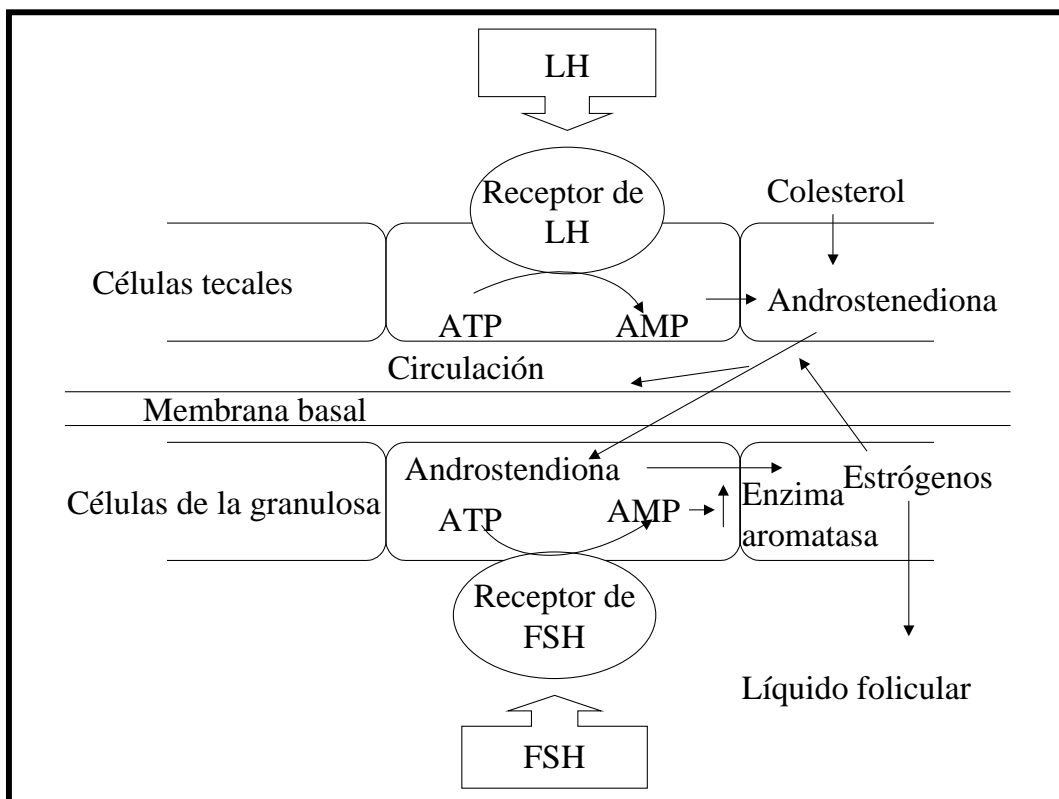 LH
Receptor de
LH
Colesterol
Células tecales
ATP
AMP
Androstenediona
Circulación
Membrana basal
Androstendiona
Células de la granulosa
ATP
AMP
Enzima
aromatasa
Estrógenos
Receptor de
FSH
Líquido folicular
FSH